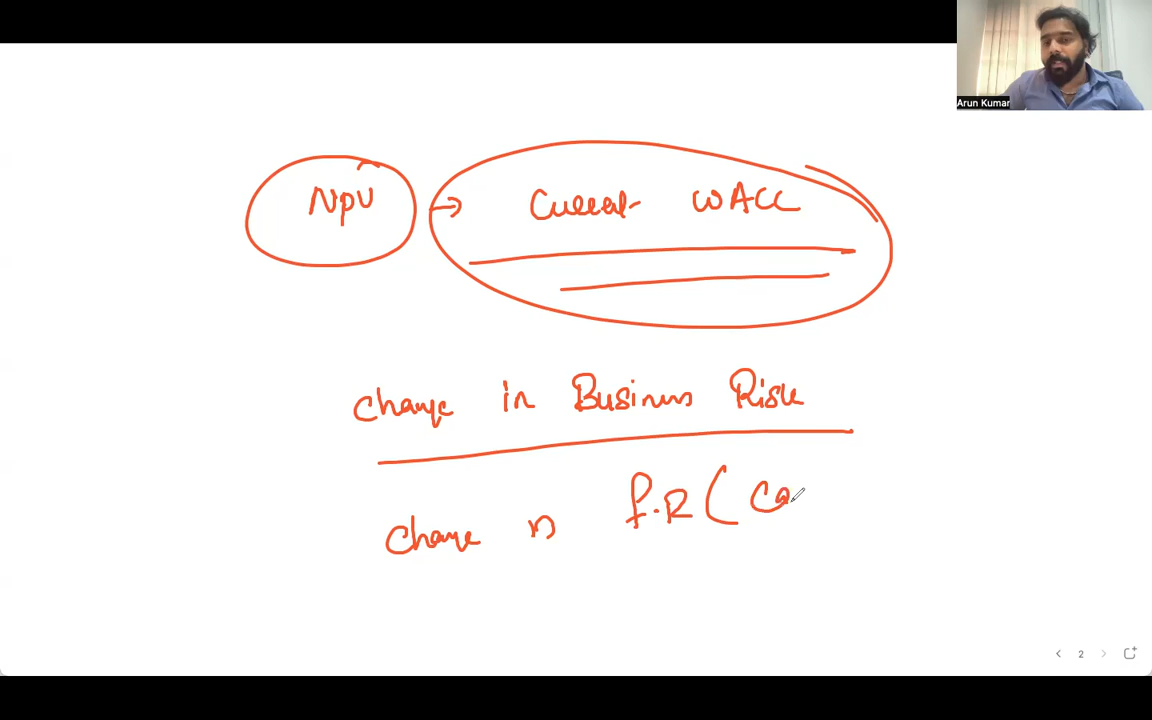 Arun Kumar
NPV → Current WACC
Change in Business Risk
Change in F.R ( Ca
2